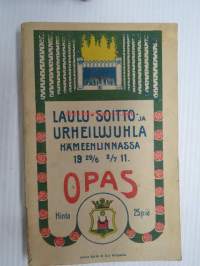 LAULU-SOITTO-JA
URHEILUJUHLA
HÄMEENLINNASSA
19 29/6 2/7 11.
OPAS
Hinta 25 p:iä